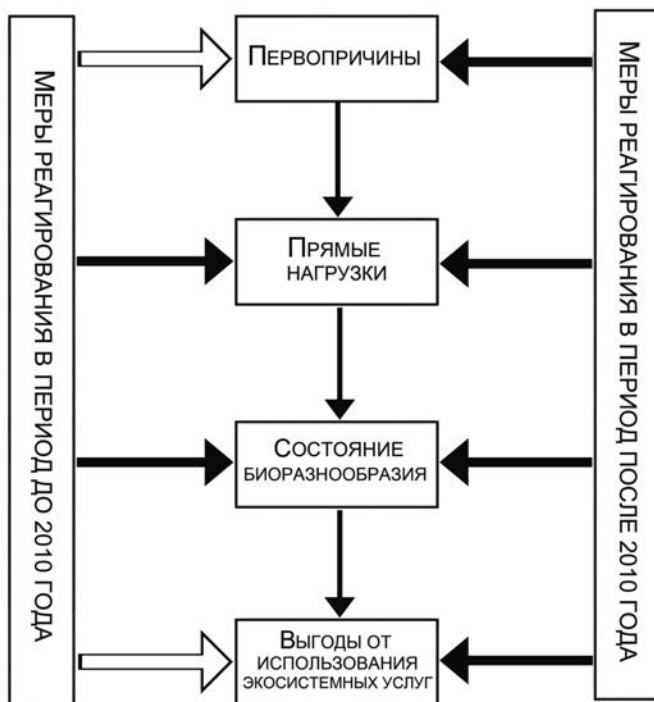 МЕРЫ РЕАГИРОВАНИЯ В ПЕРИОД ДО 2010 ГОДА
ПЕРВОПРИЧИНЫ
ПРЯМЫЕ
НАГРУЗКИ
СОСТОЯНИЕ
БИОРАЗНООБРАЗИЯ
ВЫГОДЫ ОТ
ИСПОЛЬЗОВАНИЯ
ЭКОСИСТЕМНЫХ УСЛУГ
МЕРЫ РЕАГИРОВАНИЯ В ПЕРИОД ПОСЛЕ 2010 ГОДА